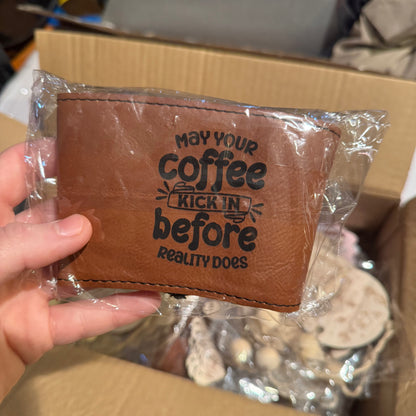 MAY YOUR
coffee
KICK IN
before
REALITY DOES